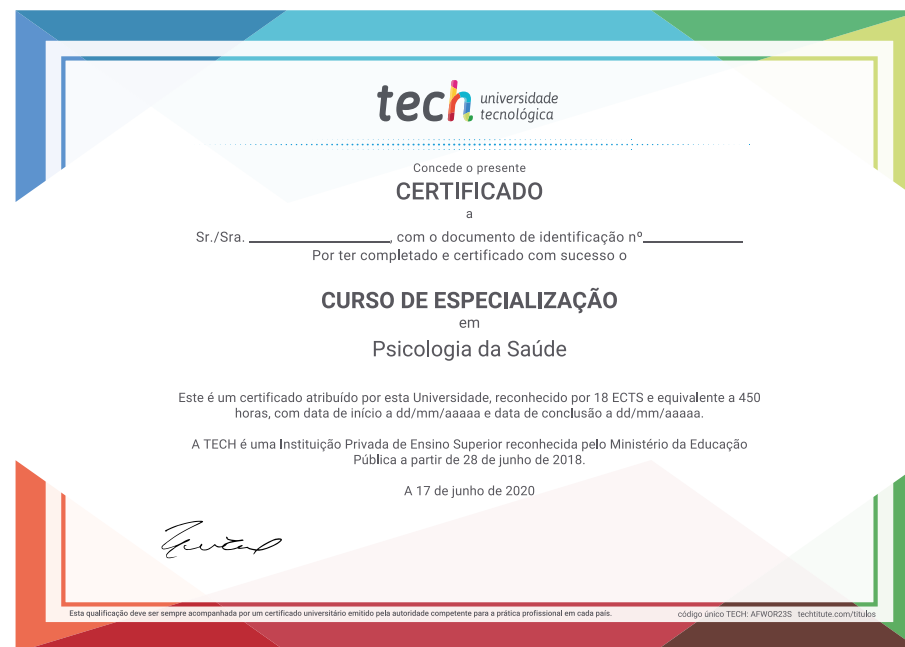 tech universidade
tecnológica
Concede o presente
CERTIFICADO
a
Sr./Sra. ____________________, com o documento de identificação nº______________
Por ter completado e certificado com sucesso o
CURSO DE ESPECIALIZAÇÃO
em
Psicologia da Saúde
Este é um certificado atribuído por esta Universidade, reconhecido por 18 ECTS e equivalente a 450
horas, com data de início a dd/mm/aaaaa e data de conclusão a dd/mm/aaaaa.
A TECH é uma Instituição Privada de Ensino Superior reconhecida pelo Ministério da Educação
Pública a partir de 28 de junho de 2018.
A 17 de junho de 2020
Esta qualificação deve ser sempre acompanhada por um certificado universitário emitido pela autoridade competente para a prática profissional em cada país.
código único TECH: AFWOR23S techtitute.com/titulos